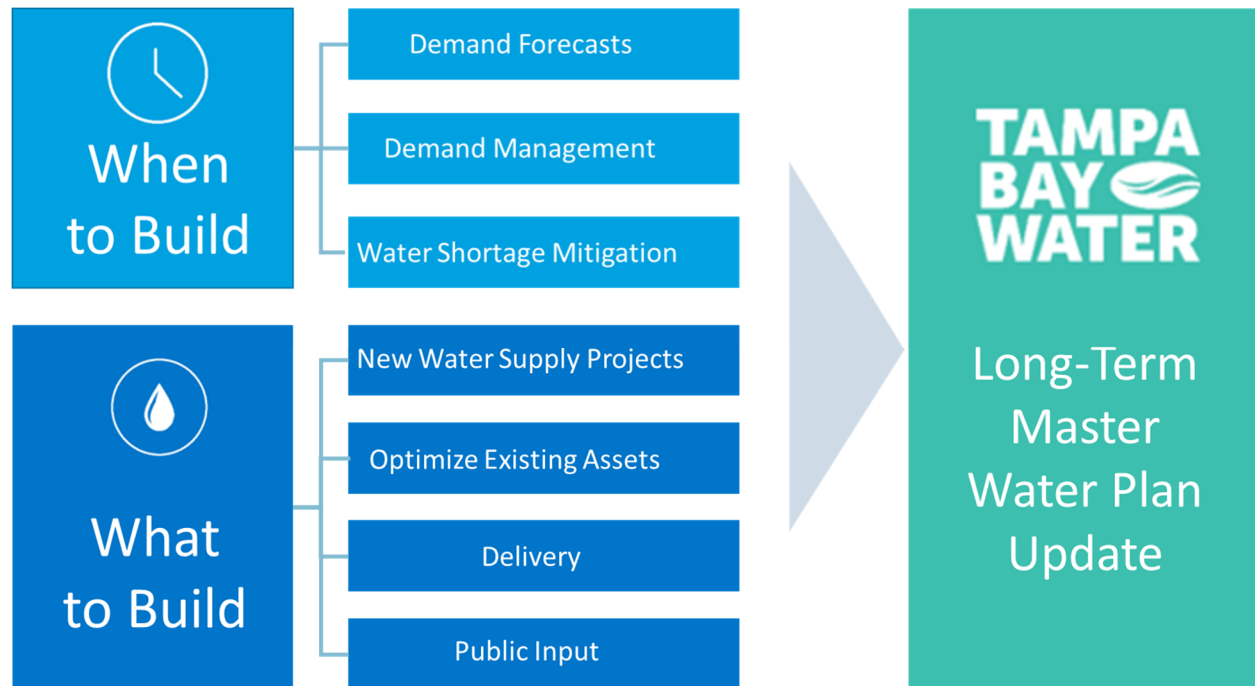 When
to Build
Demand Forecasts
Demand Management
Water Shortage Mitigation
What
to Build
New Water Supply Projects
Optimize Existing Assets
Delivery
Public Input
TAMPA
BAY
WATER
Long-Term
Master
Water Plan
Update